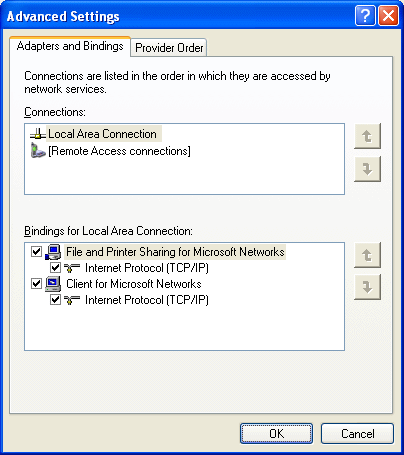 Advanced Settings
Adapters and Bindings
Provider Order
Connections are listed in the order in which they are accessed by
network services.
Connections:
Local Area Connection
[Remote Access connections]
Bindings for Local Area Connection:
File and Printer Sharing for Microsoft Networks
Internet Protocol (TCP/IP)
Client for Microsoft Networks
Internet Protocol (TCP/IP)
OK
Cancel